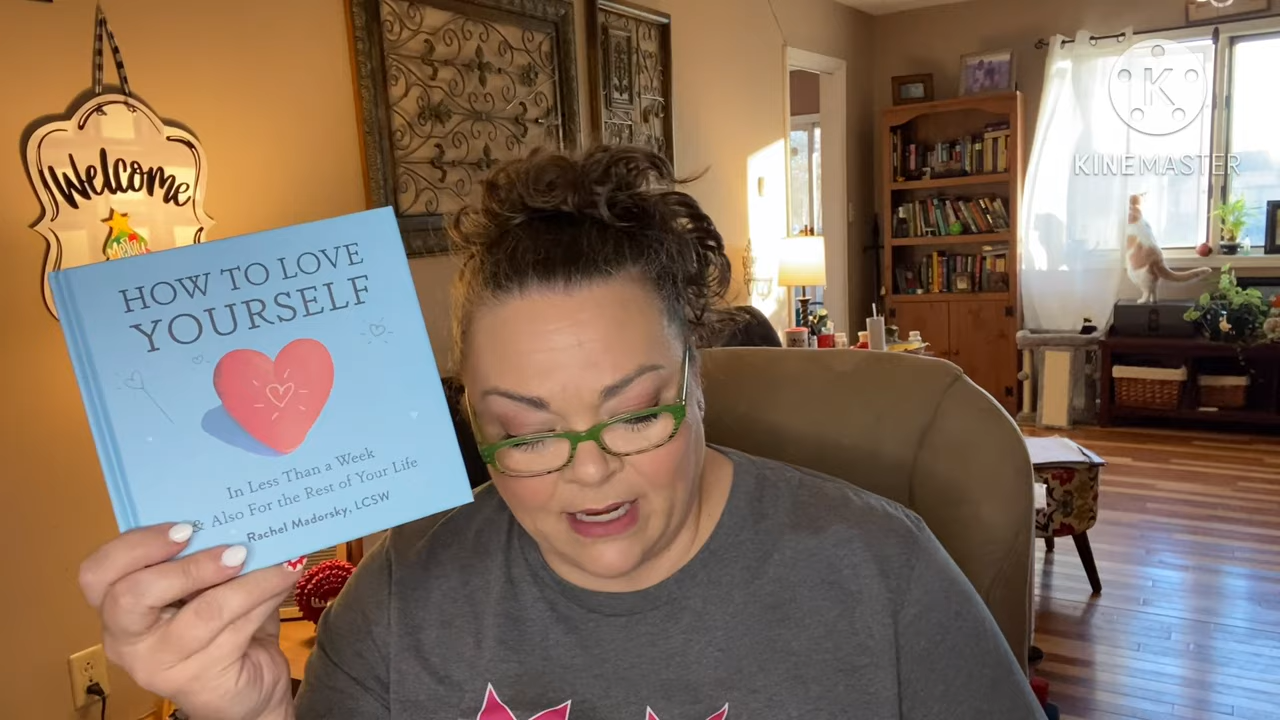 Welcome
Merry
HOW TO LOVE
YOURSELF
In Less Than a Week
& Also For the Rest of Your Life
Rachel Madorsky, LCSW
K
KINEMASTER